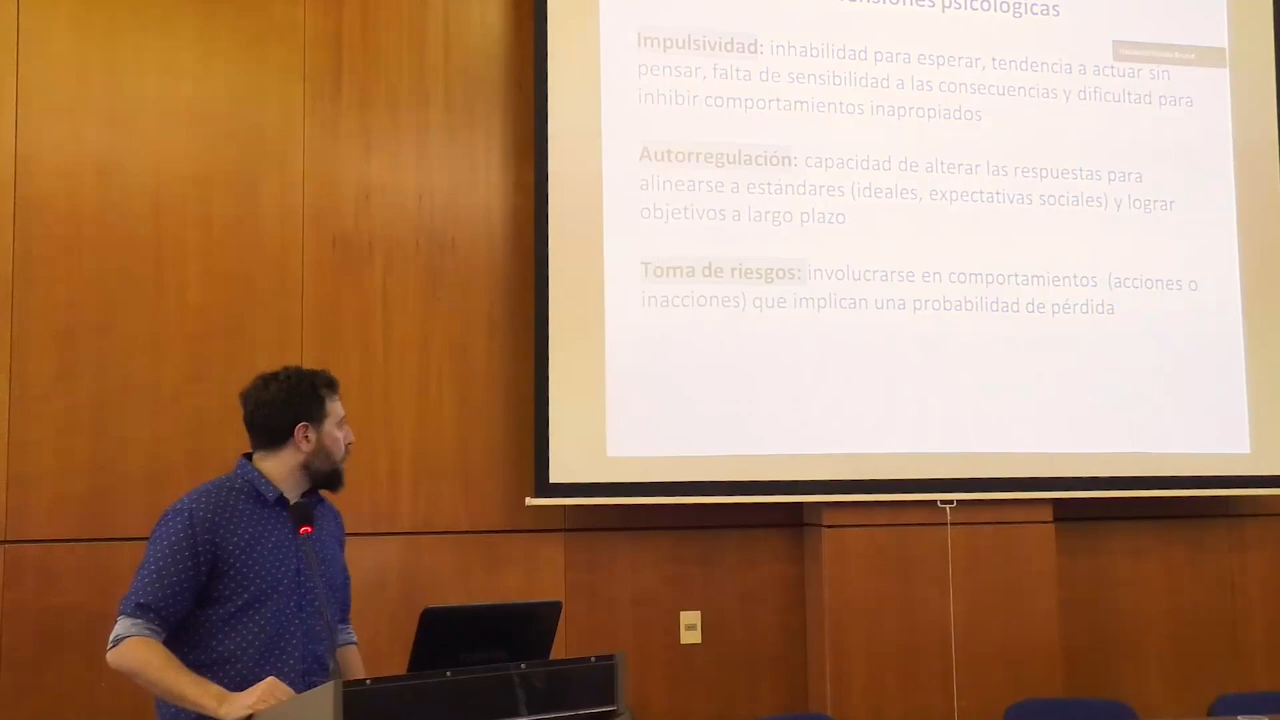 psicológicas
Impulsividad: inhabilidad para esperar, tendencia a actuar sin
pensar, falta de sensibilidad a las consecuencias y dificultad para
inhibir comportamientos inapropiados
Autorregulación: capacidad de alterar las respuestas para
alinearse a estándares (ideales, expectativas sociales) y lograr
objetivos a largo plazo
Toma de riesgos: involucrarse en comportamientos (acciones o
inacciones) que implican una probabilidad de pérdida